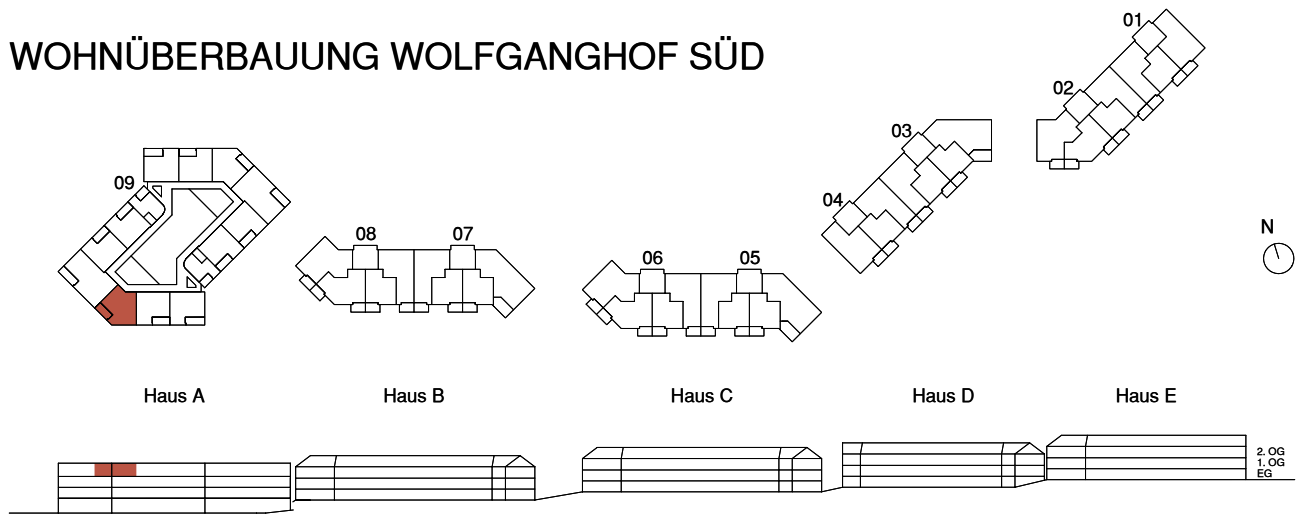 WOHNÜBERBAUUNG WOLFGANGHOF SÜD
01
02
03
04
09
08
07
06
05
N
Haus A
Haus B
Haus C
Haus D
Haus E
2. OG
1. OG
EG